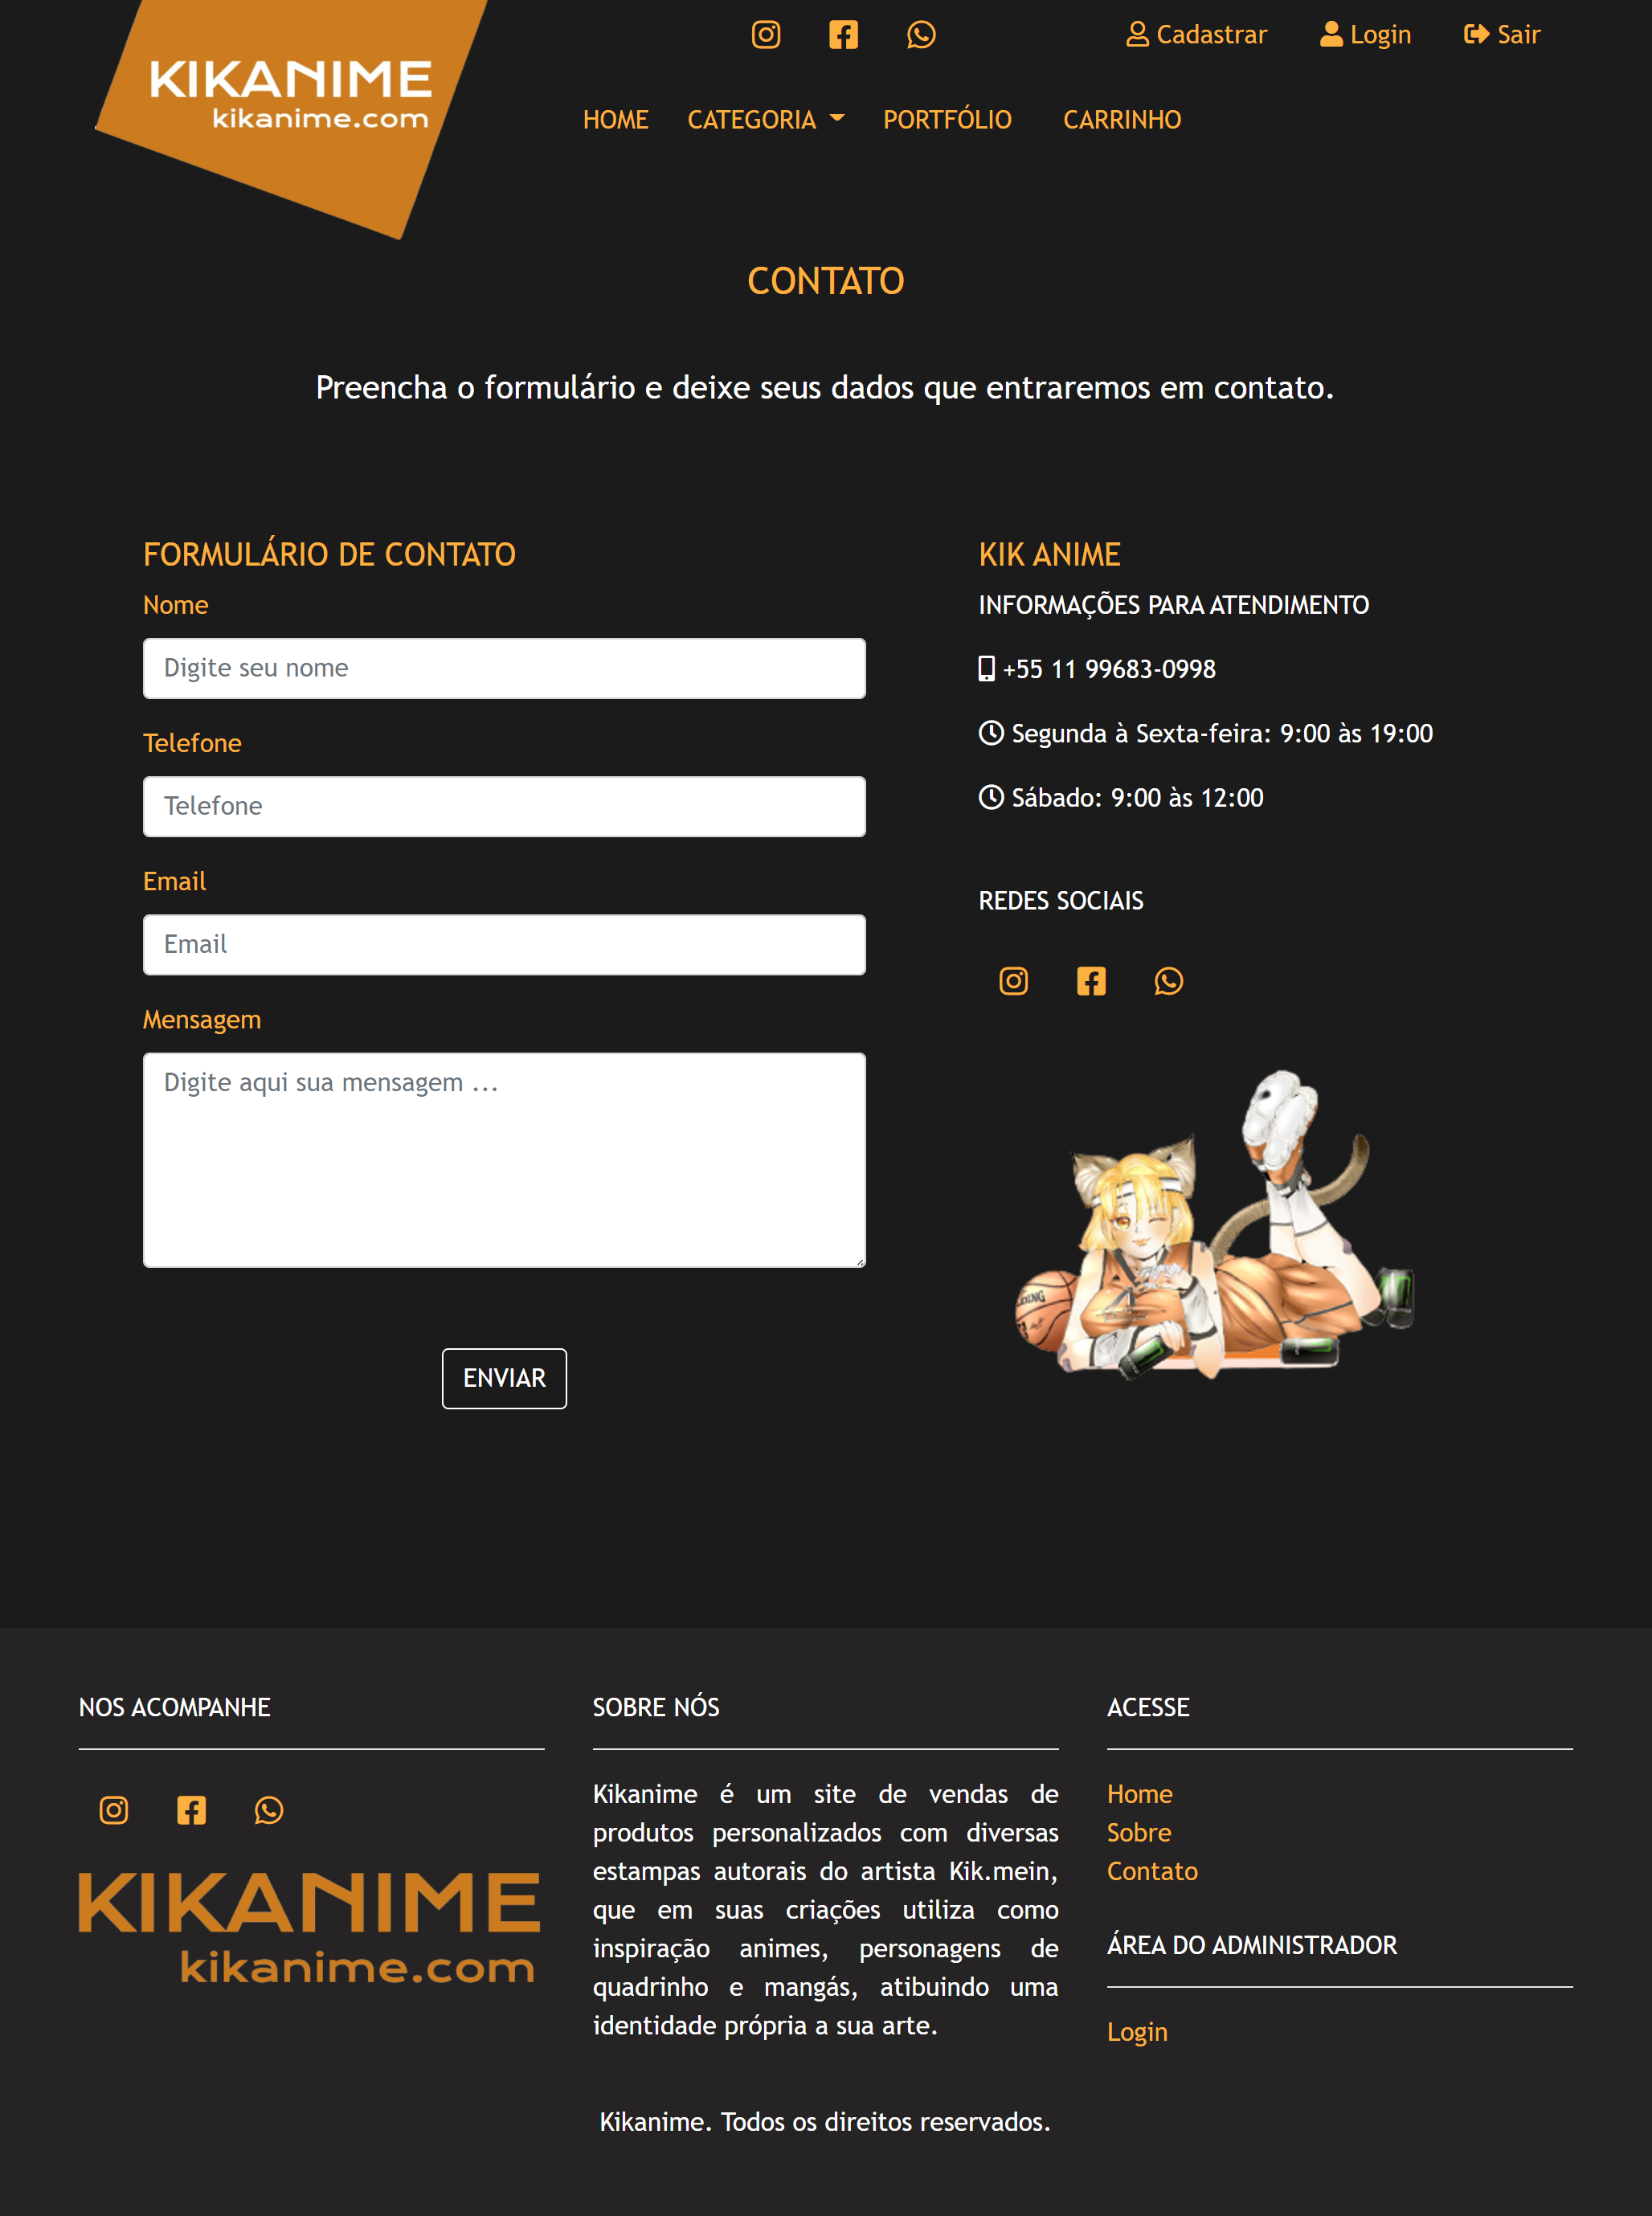 KIKANIME
kikanime.com
Cadastrar Login Sair
HOME CATEGORIA PORTFÓLIO CARRINHO
CONTATO
Preencha o formulário e deixe seus dados que entraremos em contato.
FORMULÁRIO DE CONTATO
Nome
Digite seu nome
Telefone
Telefone
Email
Email
Mensagem
Digite aqui sua mensagem ...
ENVIAR
KIK ANIME
INFORMAÇÕES PARA ATENDIMENTO
+55 11 99683-0998
Segunda à Sexta-feira: 9:00 às 19:00
Sábado: 9:00 às 12:00
REDES SOCIAIS
4
NOS ACOMPANHE
KIKANIME
kikanime.com
SOBRE NÓS
Kikanime é um site de vendas de
produtos personalizados com diversas
estampas autorais do artista Kik.mein,
que em suas criações utiliza como
inspiração animes, personagens de
quadrinho e mangás, atibuindo uma
identidade própria a sua arte.
ACESSE
Home
Sobre
Contato
ÁREA DO ADMINISTRADOR
Login
Kikanime. Todos os direitos reservados.